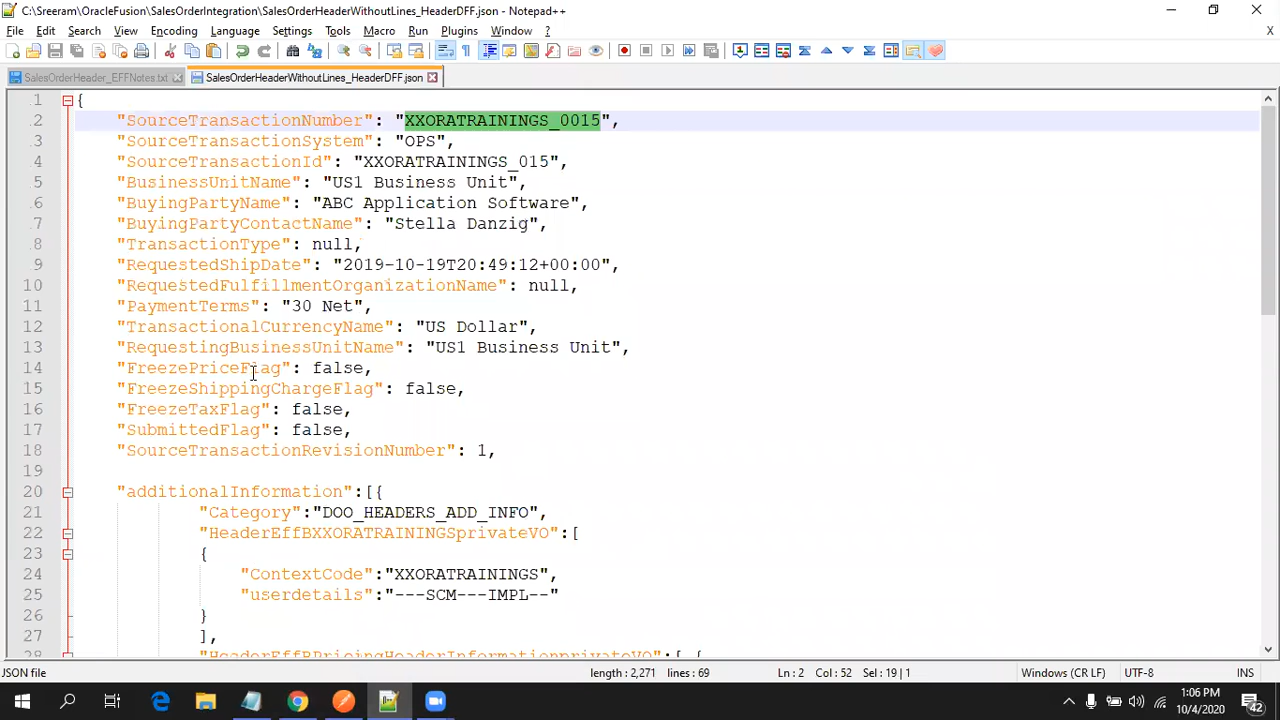 C:\Sreeram\OracleFusion\SalesOrderIntegration\SalesOrderHeaderWithoutLines_HeaderDFF.json - Notepad++
File Edit Search View Encoding Language Settings Tools Macro Run Plugins Window ? X
SalesOrderHeader_EFFNotes.txt SalesOrderHeaderWithoutLines_HeaderDFF.json
1 {
2 "SourceTransactionNumber": "XXORATRAININGS_0015",
3 "SourceTransactionSystem": "OPS",
4 "SourceTransactionId": "XXORATRAININGS_015",
5 "BusinessUnitName": "US1 Business Unit",
6 "BuyingPartyName": "ABC Application Software",
7 "BuyingPartyContactName": "Stella Danzig",
8 "TransactionType": null,
9 "RequestedShipDate": "2019-10-19T20:49:12+00:00",
10 "RequestedFulfillmentOrganizationName": null,
11 "PaymentTerms": "30 Net",
12 "TransactionalCurrencyName": "US Dollar",
13 "RequestingBusinessUnitName": "US1 Business Unit",
14 "FreezePriceFlag": false,
15 "FreezeShippingChargeFlag": false,
16 "FreezeTaxFlag": false,
17 "SubmittedFlag": false,
18 "SourceTransactionRevisionNumber": 1,
19
20 "additionalInformation":[{
21 "Category":"DOO_HEADERS_ADD_INFO",
22 "HeaderEffBXXORATRAININGSprivateVO":[
23 {
24 "ContextCode":"XXORATRAININGS",
25 "userdetails":"---SCM---IMPL--"
26 }
27 ],
28 "HeaderEffBPricingHeaderInformationprivateVO":[ {
JSON file length : 2,271 lines : 69 Ln : 2 Col : 52 Sel : 19 | 1 Windows (CR LF) UTF-8 INS
1:06 PM
10/4/2020
42